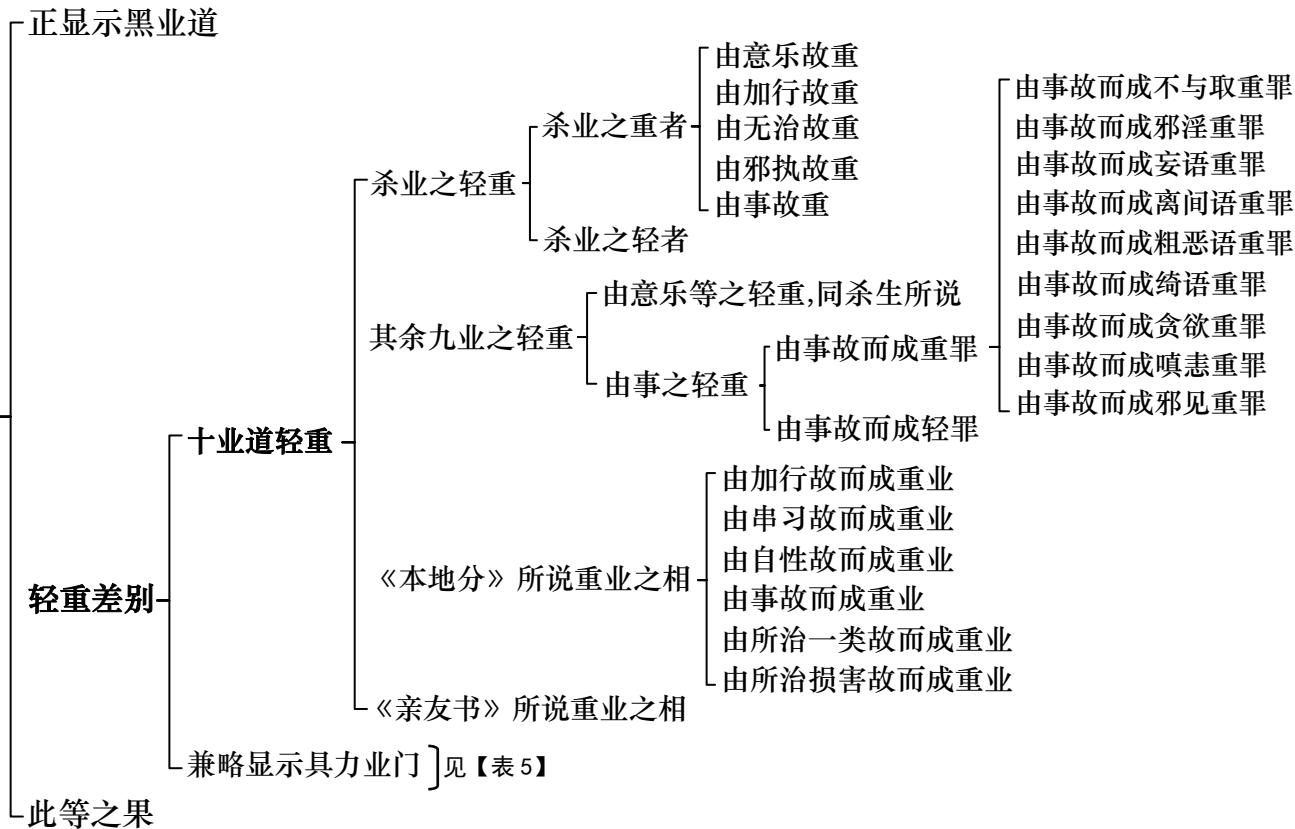 正显示黑业道
轻重差别
十业道轻重
杀业之轻重
杀业之重者
由意乐故重
由加行故重
由无治故重
由邪执故重
由事故重
杀业之轻者
其余九业之轻重
由意乐等之轻重,同杀生所说
由事之轻重
由事故而成重罪
由事故而成不与取重罪
由事故而成邪淫重罪
由事故而成妄语重罪
由事故而成离间语重罪
由事故而成粗恶语重罪
由事故而成绮语重罪
由事故而成贪欲重罪
由事故而成嗔恚重罪
由事故而成邪见重罪
由事故而成轻罪
《本地分》所说重业之相
由加行故而成重业
由串习故而成重业
由自性故而成重业
由事故而成重业
由所治一类故而成重业
由所治损害故而成重业
《亲友书》所说重业之相
兼略显示具力业门 见【表 5】
此等之果